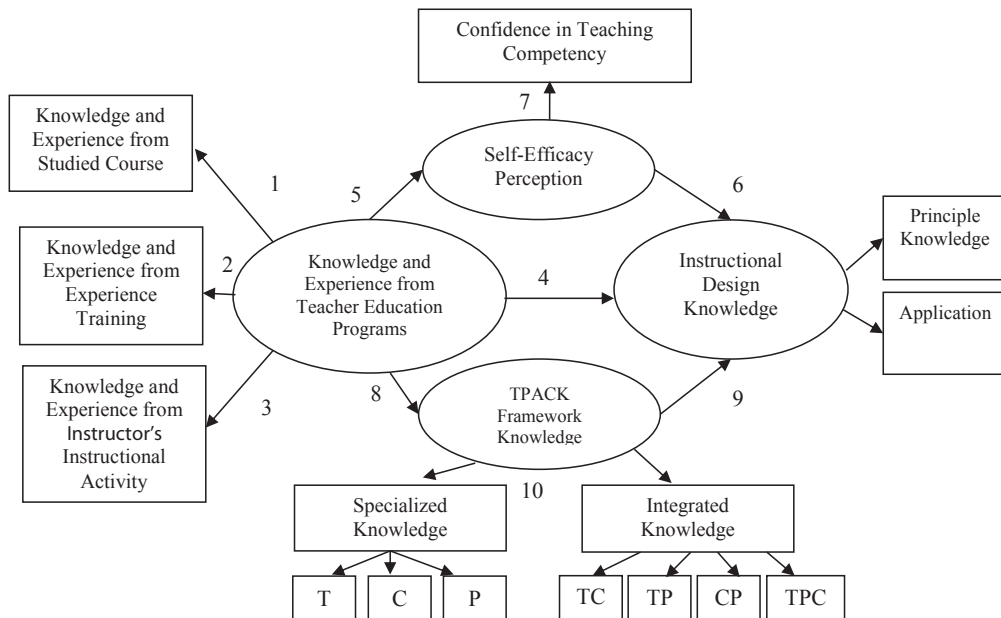 Confidence in Teaching
Competency
7
Knowledge and
Experience from
Studied Course
1
5
Self-Efficacy
Perception
6
Principle
Knowledge
Knowledge and
Experience from
Experience
Training
2
Knowledge and
Experience from
Teacher Education
Programs
4
Instructional
Design
Knowledge
Application
Knowledge and
Experience from
Instructor's
Instructional
Activity
3
8
TPACK
Framework
Knowledge
9
10
Specialized
Knowledge
Integrated
Knowledge
T
C
P
TC
TP
CP
TPC